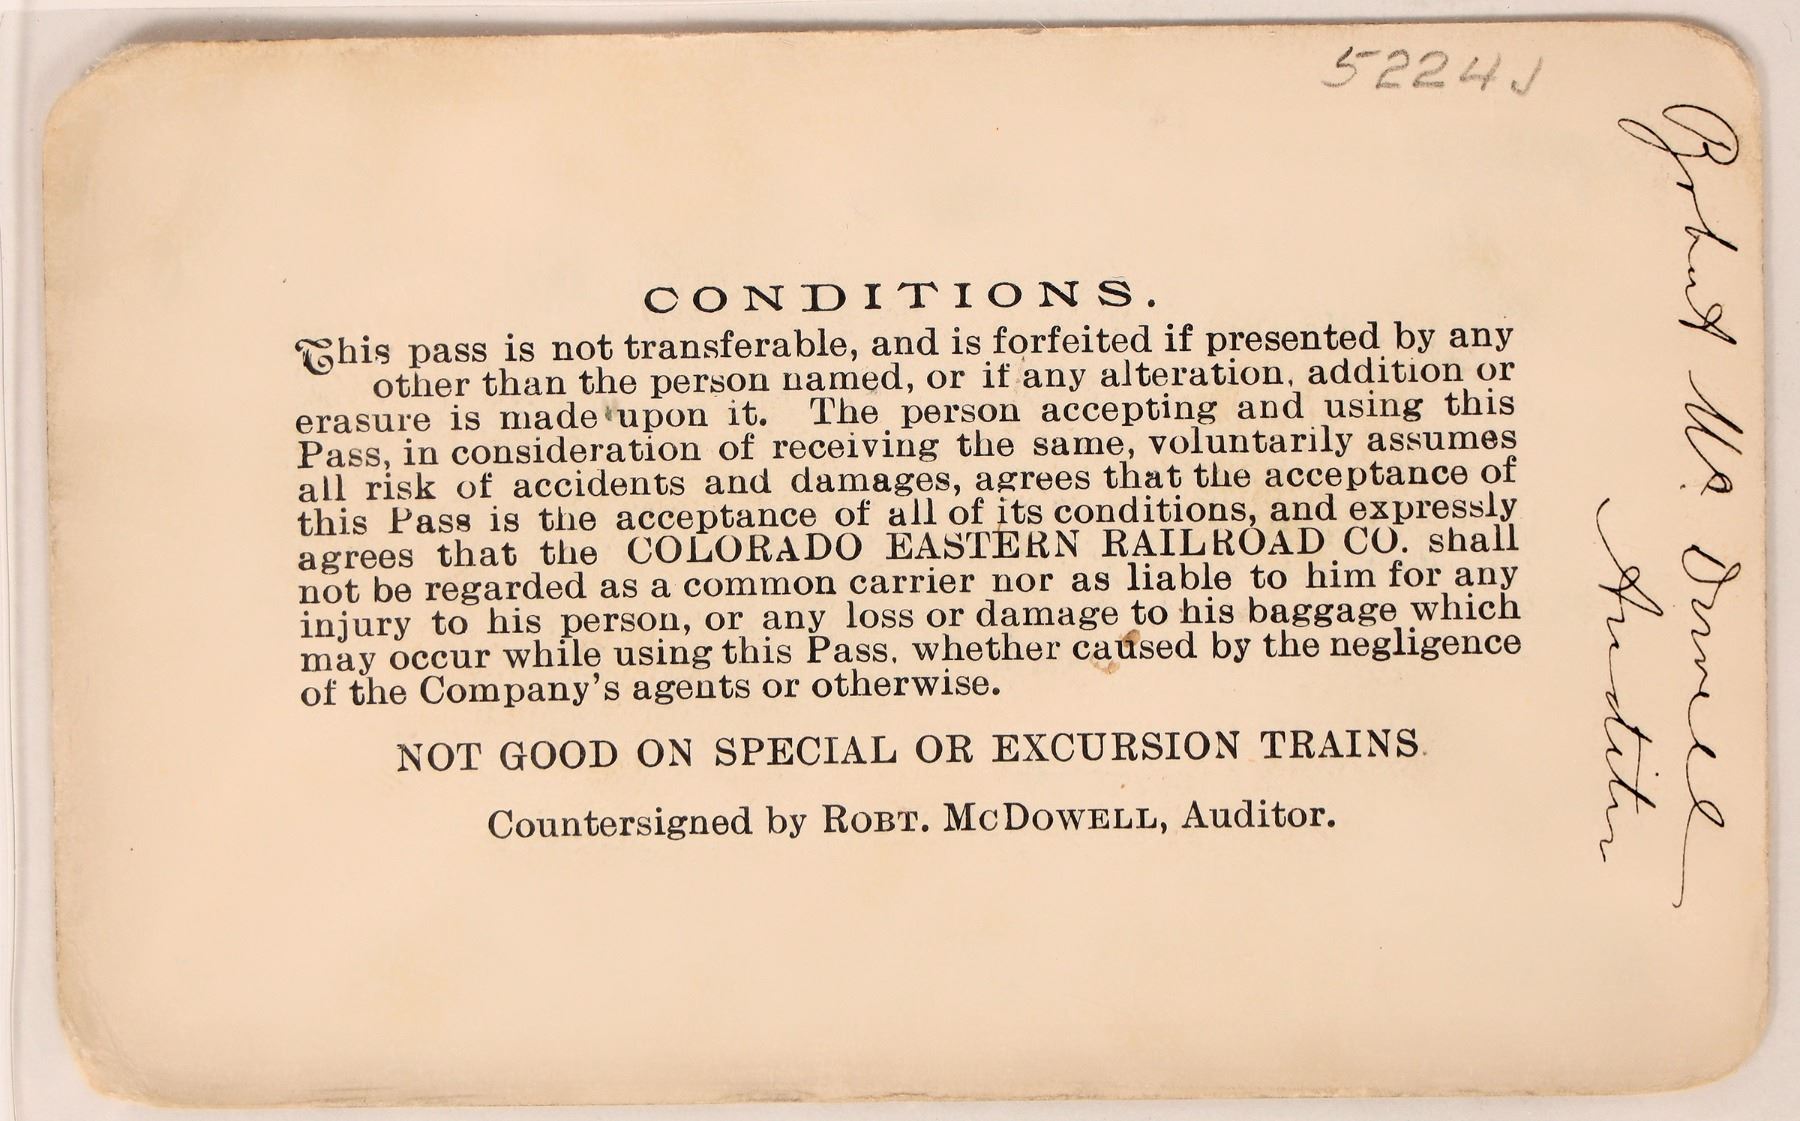 5224J
CONDITIONS.
This pass is not transferable, and is forfeited if presented by any
other than the person named, or if any alteration, addition or
erasure is made upon it. The person accepting and using this
Pass, in consideration of receiving the same, voluntarily assumes
all risk of accidents and damages, agrees that the acceptance of
this Pass is the acceptance of all of its conditions, and expressly
agrees that the COLORADO EASTERN RAILROAD CO. shall
not be regarded as a common carrier nor as liable to him for any
injury to his person, or any loss or damage to his baggage which
may occur while using this Pass, whether caused by the negligence
of the Company's agents or otherwise.
NOT GOOD ON SPECIAL OR EXCURSION TRAINS.
Countersigned by ROBT. MCDOWELL, Auditor.
Robert McDowell
Auditor